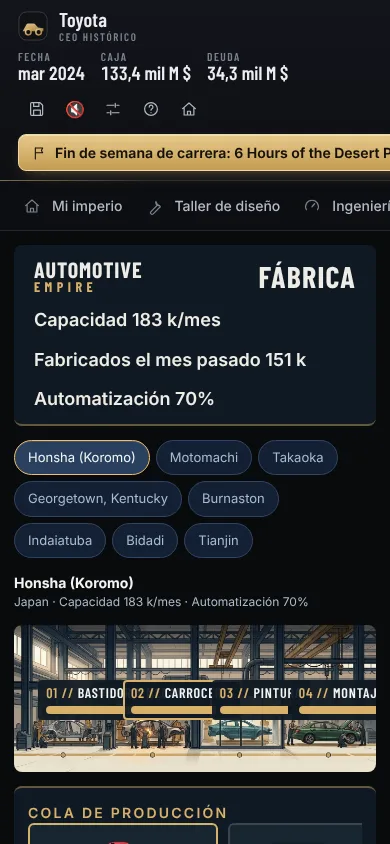 Toyota
CEO HISTÓRICO
FECHA CAJA DEUDA
mar 2024 133,4 mil M $ 34,3 mil M $
Fin de semana de carrera: 6 Hours of the Desert P
Mi imperio Taller de diseño Ingenierí
AUTOMOTIVE
EMPIRE
FÁBRICA
Capacidad 183 k/mes
Fabricados el mes pasado 151 k
Automatización 70%
Honsha (Koromo) Motomachi Takaoka
Georgetown, Kentucky Burnaston
Indaiatuba Bidadi Tianjin
Honsha (Koromo)
Japan · Capacidad 183 k/mes · Automatización 70%
01 // BASTIDO 02 // CARROCE 03 // PINTUR 04 // MONTAJ
COLA DE PRODUCCIÓN